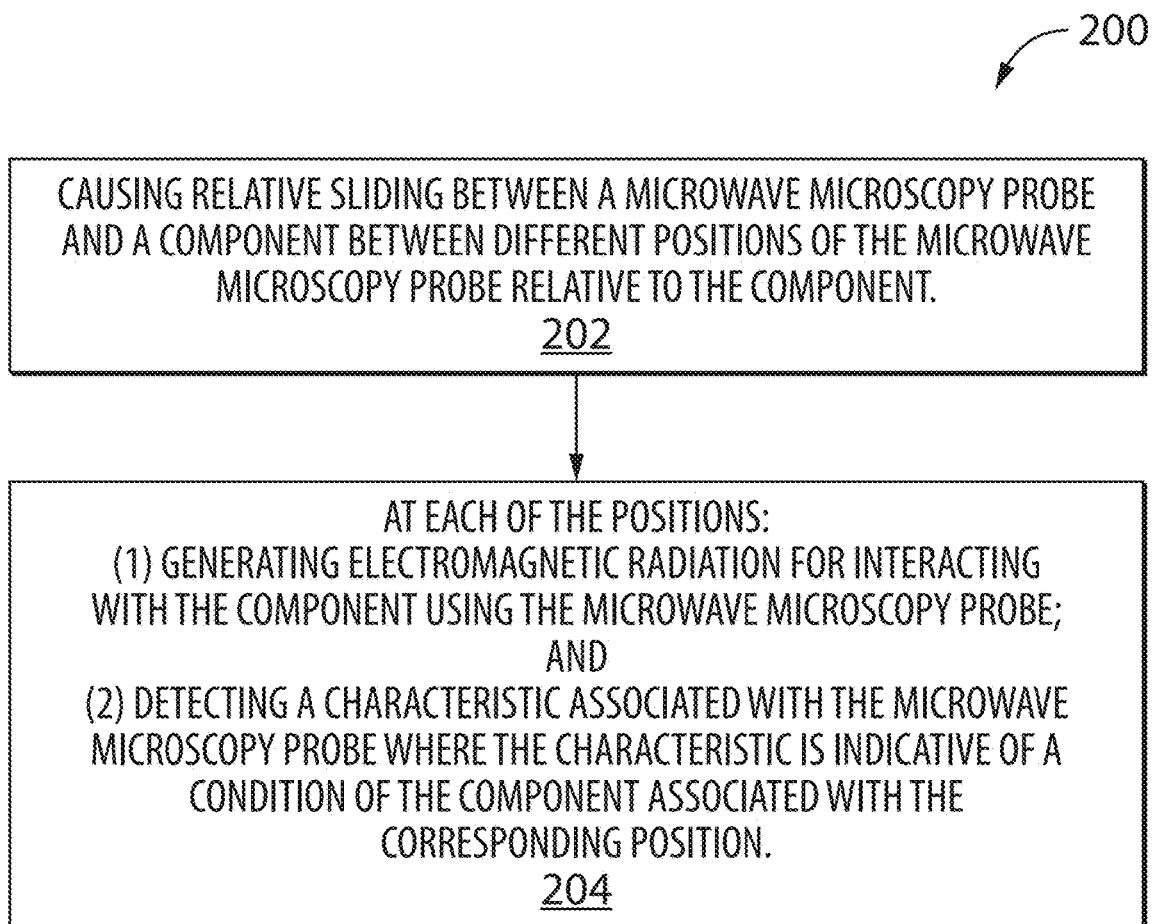 200
CAUSING RELATIVE SLIDING BETWEEN A MICROWAVE MICROSCOPY PROBE
AND A COMPONENT BETWEEN DIFFERENT POSITIONS OF THE MICROWAVE
MICROSCOPY PROBE RELATIVE TO THE COMPONENT.
202
AT EACH OF THE POSITIONS:
(1) GENERATING ELECTROMAGNETIC RADIATION FOR INTERACTING
WITH THE COMPONENT USING THE MICROWAVE MICROSCOPY PROBE;
AND
(2) DETECTING A CHARACTERISTIC ASSOCIATED WITH THE MICROWAVE
MICROSCOPY PROBE WHERE THE CHARACTERISTIC IS INDICATIVE OF A
CONDITION OF THE COMPONENT ASSOCIATED WITH THE
CORRESPONDING POSITION.
204